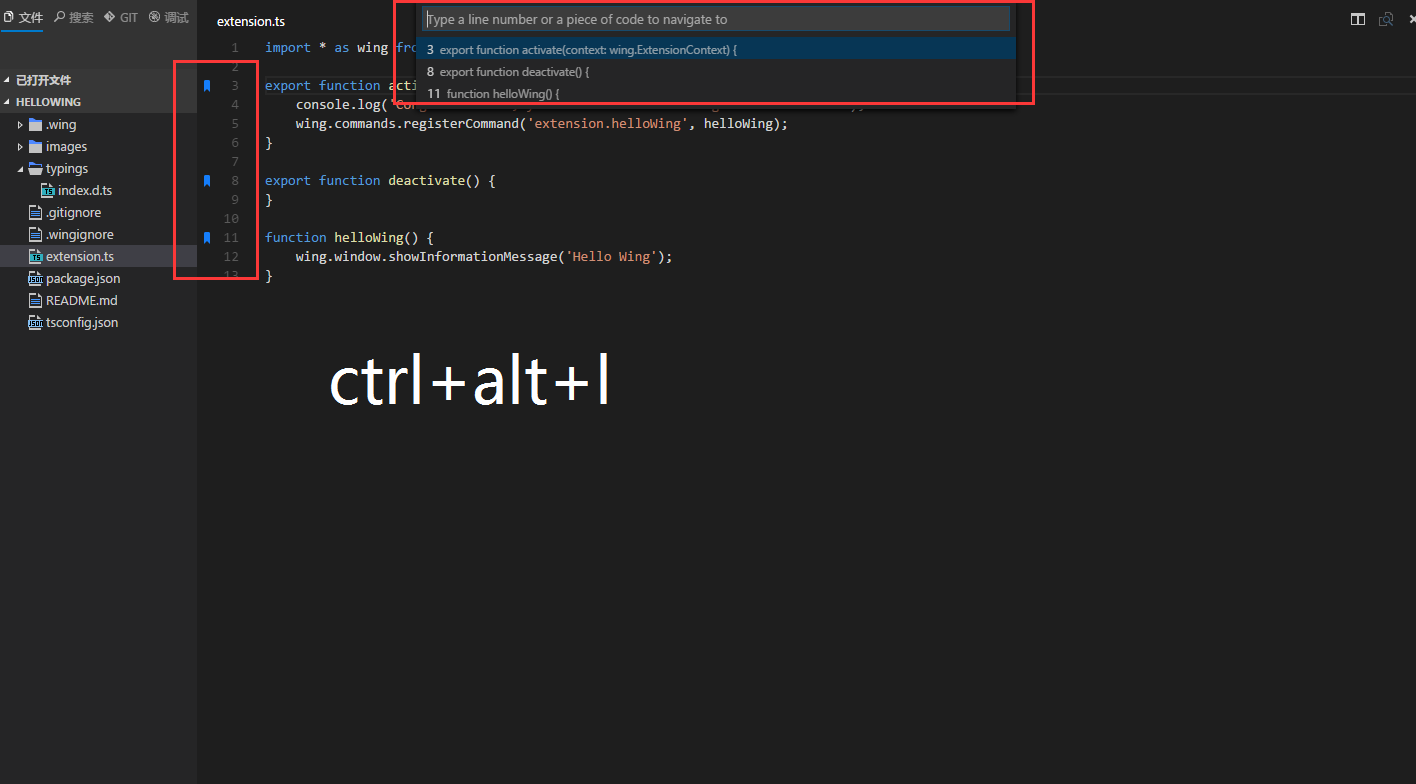 文件 搜索 GIT 调试
已打开文件
HELLOWING
.wing
images
typings
index.d.ts
.gitignore
.wingignore
extension.ts
package.json
README.md
tsconfig.json
extension.ts
Type a line number or a piece of code to navigate to
3 export function activate(context: wing.ExtensionContext) {
8 export function deactivate() {
11 function helloWing() {
1 import * as wing fro
2
3 export function acti
4 console.log('Cong
5 wing.commands.registerCommand('extension.helloWing', helloWing);
6 }
7
8 export function deactivate() {
9 }
10
11 function helloWing() {
12 wing.window.showInformationMessage('Hello Wing');
13 }
ctrl+alt+l